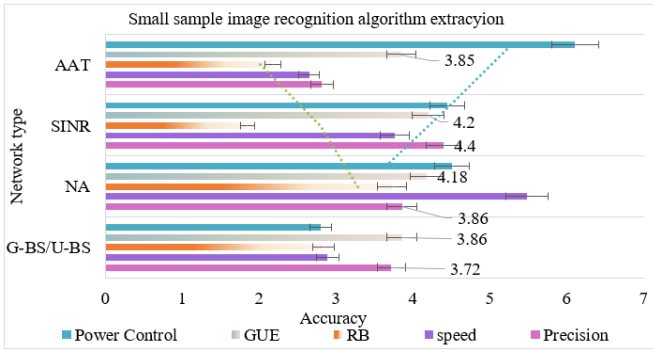 Small sample image recognition algorithm extracyion
Network type
AAT
3.85
SINR
4.2
4.4
NA
4.18
3.86
G-BS/U-BS
3.86
3.72
0 1 2 3 4 5 6 7
Accuracy
Power Control GUE RB speed Precision